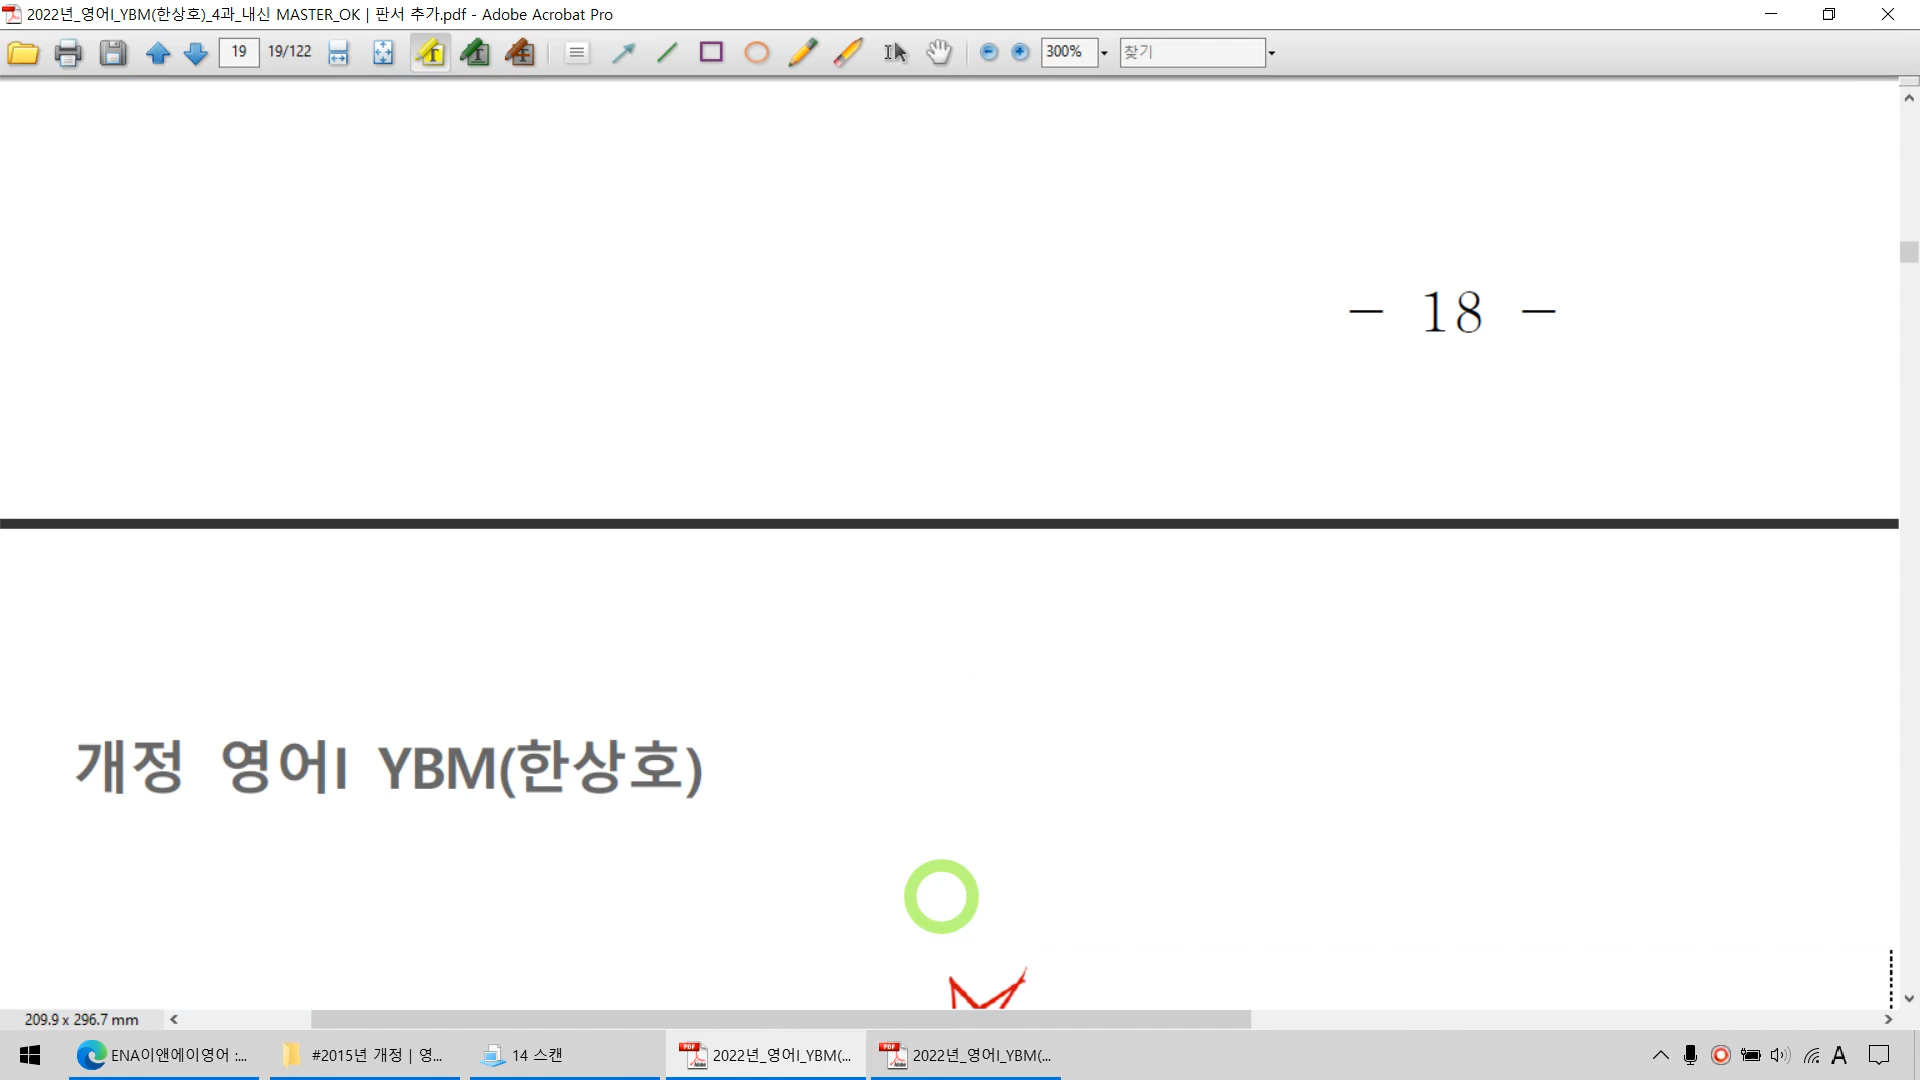 2022년_영어I_YBM(한상호)_4과_내신 MASTER_OK | 판서 추가.pdf - Adobe Acrobat Pro
19 19/122 300% 찾기
- 18 -
개정 영어I YBM(한상호)
209.9 x 296.7 mm
ENA이앤에이영어 :... #2015년 개정 | 영... 14 스캔 2022년_영어I_YBM(... 2022년_영어I_YBM(... A